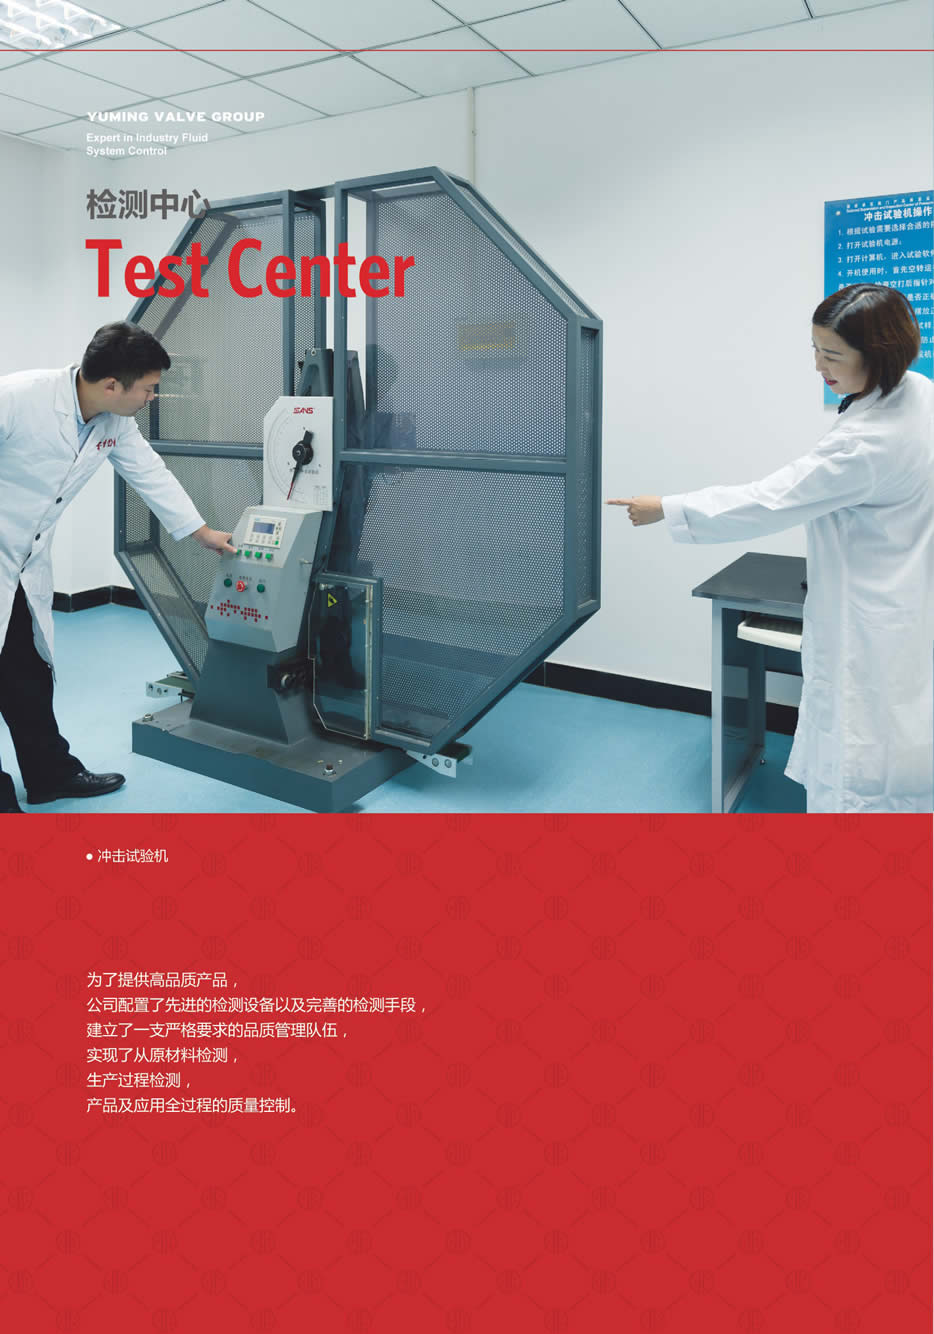 YUMING VALVE GROUP
Expert in Industry Fluid
System Control
检测中心
Test Center
冲击试验机操作
1. 根据试验需要选择合适的
2. 打开试验机电源；
3. 打开计算机，进入试验软件
4. 开机使用时，首先空转运
SANS
● 冲击试验机
为了提供高品质产品，
公司配置了先进的检测设备以及完善的检测手段，
建立了一支严格要求的品质管理队伍，
实现了从原材料检测，
生产过程检测，
产品及应用全过程的质量控制。